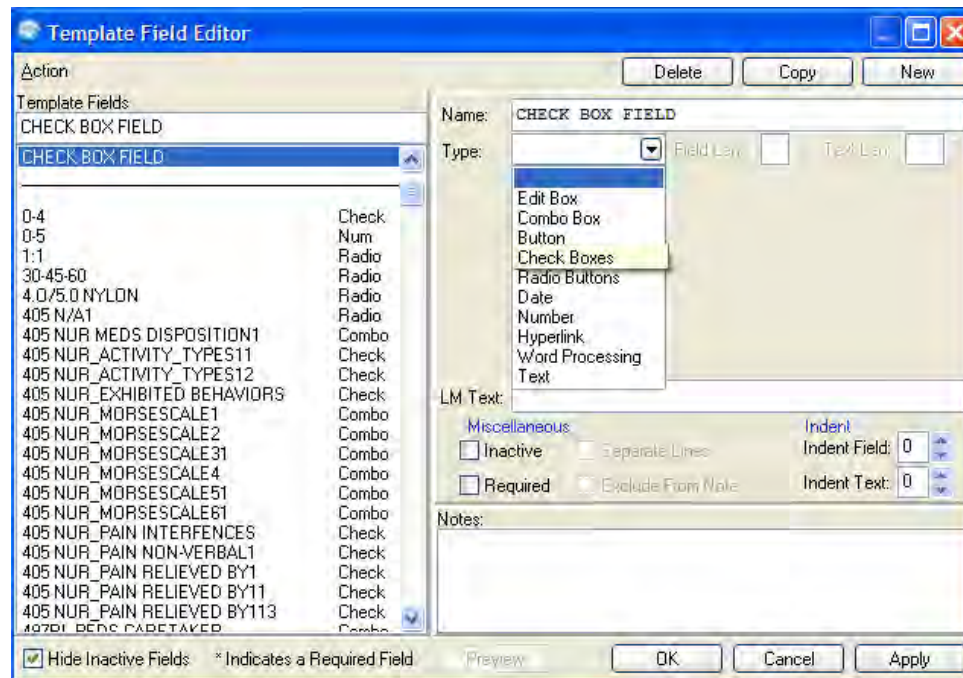 Template Field Editor
Action
Delete
Copy
New
Template Fields
CHECK BOX FIELD
CHECK BOX FIELD
0-4 Check
0-5 Num
1:1 Radio
30-45-60 Radio
4.0/5.0 NYLON Radio
405 N/A1 Radio
405 NUR MEDS DISPOSITION1 Combo
405 NUR_ACTIVITY_TYPES11 Check
405 NUR_ACTIVITY_TYPES12 Check
405 NUR_EXHIBITED BEHAVIORS Check
405 NUR_MORSESCALE1 Combo
405 NUR_MORSESCALE2 Combo
405 NUR_MORSESCALE31 Combo
405 NUR_MORSESCALE4 Combo
405 NUR_MORSESCALE51 Combo
405 NUR_MORSESCALE61 Combo
405 NUR_PAIN INTERFENCES Check
405 NUR_PAIN NON-VERBAL1 Check
405 NUR_PAIN RELIEVED BY1 Check
405 NUR_PAIN RELIEVED BY11 Check
405 NUR_PAIN RELIEVED BY113 Check
Name: CHECK BOX FIELD
Type: Field Len: Text Len:
Edit Box
Combo Box
Button
Check Boxes
Radio Buttons
Date
Number
Hyperlink
Word Processing
Text
LM Text:
Miscellaneous
Inactive
Separate Lines
Required
Exclude From Note
Indent
Indent Field: 0
Indent Text: 0
Notes:
Hide Inactive Fields
* Indicates a Required Field
Preview
OK
Cancel
Apply